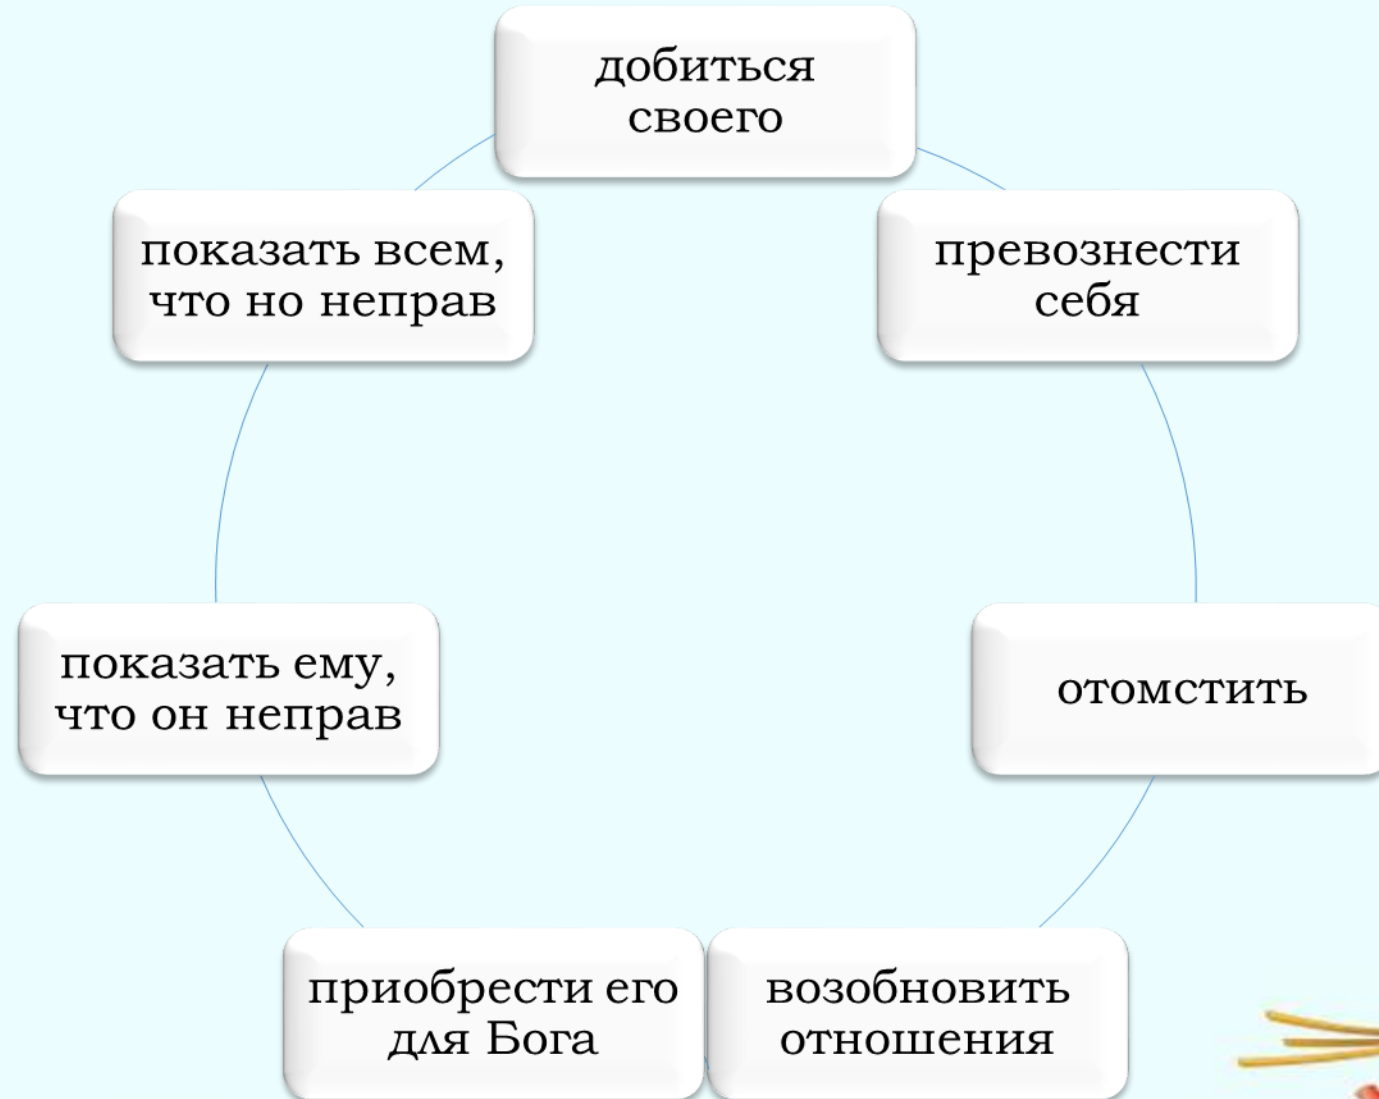 добиться
своего
показать всем,
что но неправ
превознести
себя
показать ему,
что он неправ
отомстить
приобрести его
для Бога
возобновить
отношения